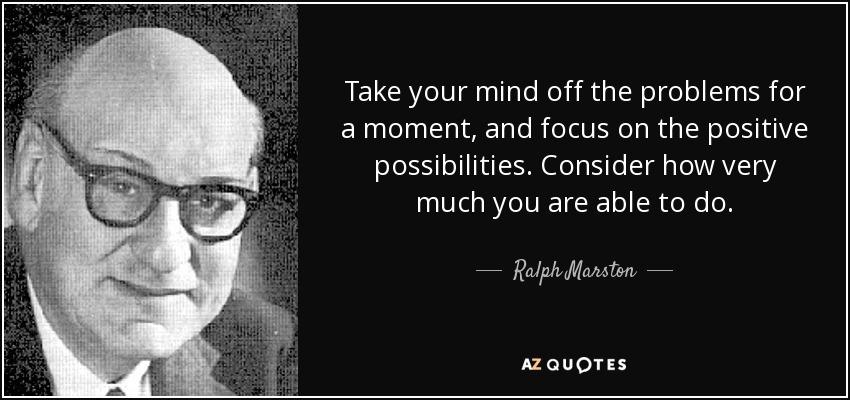 Take your mind off the problems for
a moment, and focus on the positive
possibilities. Consider how very
much you are able to do.
Ralph Marston
AZ QUOTES